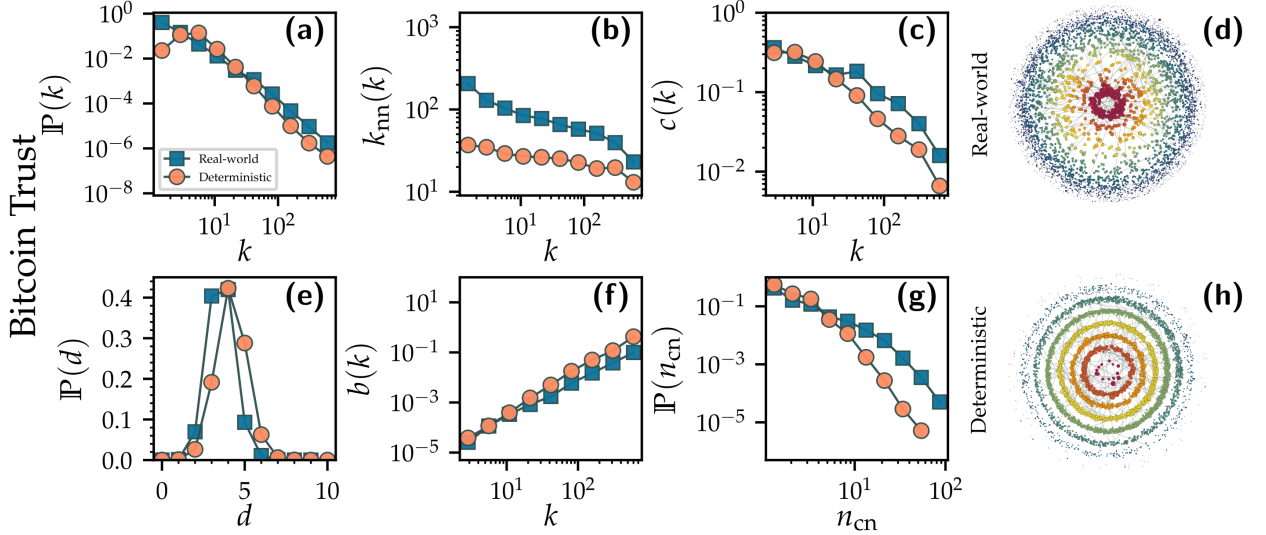 Bitcoin Trust
(a)
ℙ(k)
10^0
10^-2
10^-4
10^-6
10^-8
Real-world
Deterministic
10^1
10^2
k
(b)
k_nn(k)
10^3
10^2
10^1
10^1
10^2
k
(c)
c(k)
10^0
10^-1
10^-2
10^1
10^2
k
(d)
Real-world
(e)
ℙ(d)
0.4
0.3
0.2
0.1
0.0
0
5
10
d
(f)
b(k)
10^1
10^-1
10^-3
10^-5
10^1
10^2
k
(g)
ℙ(n_cn)
10^-1
10^-3
10^-5
10^1
10^2
n_cn
(h)
Deterministic